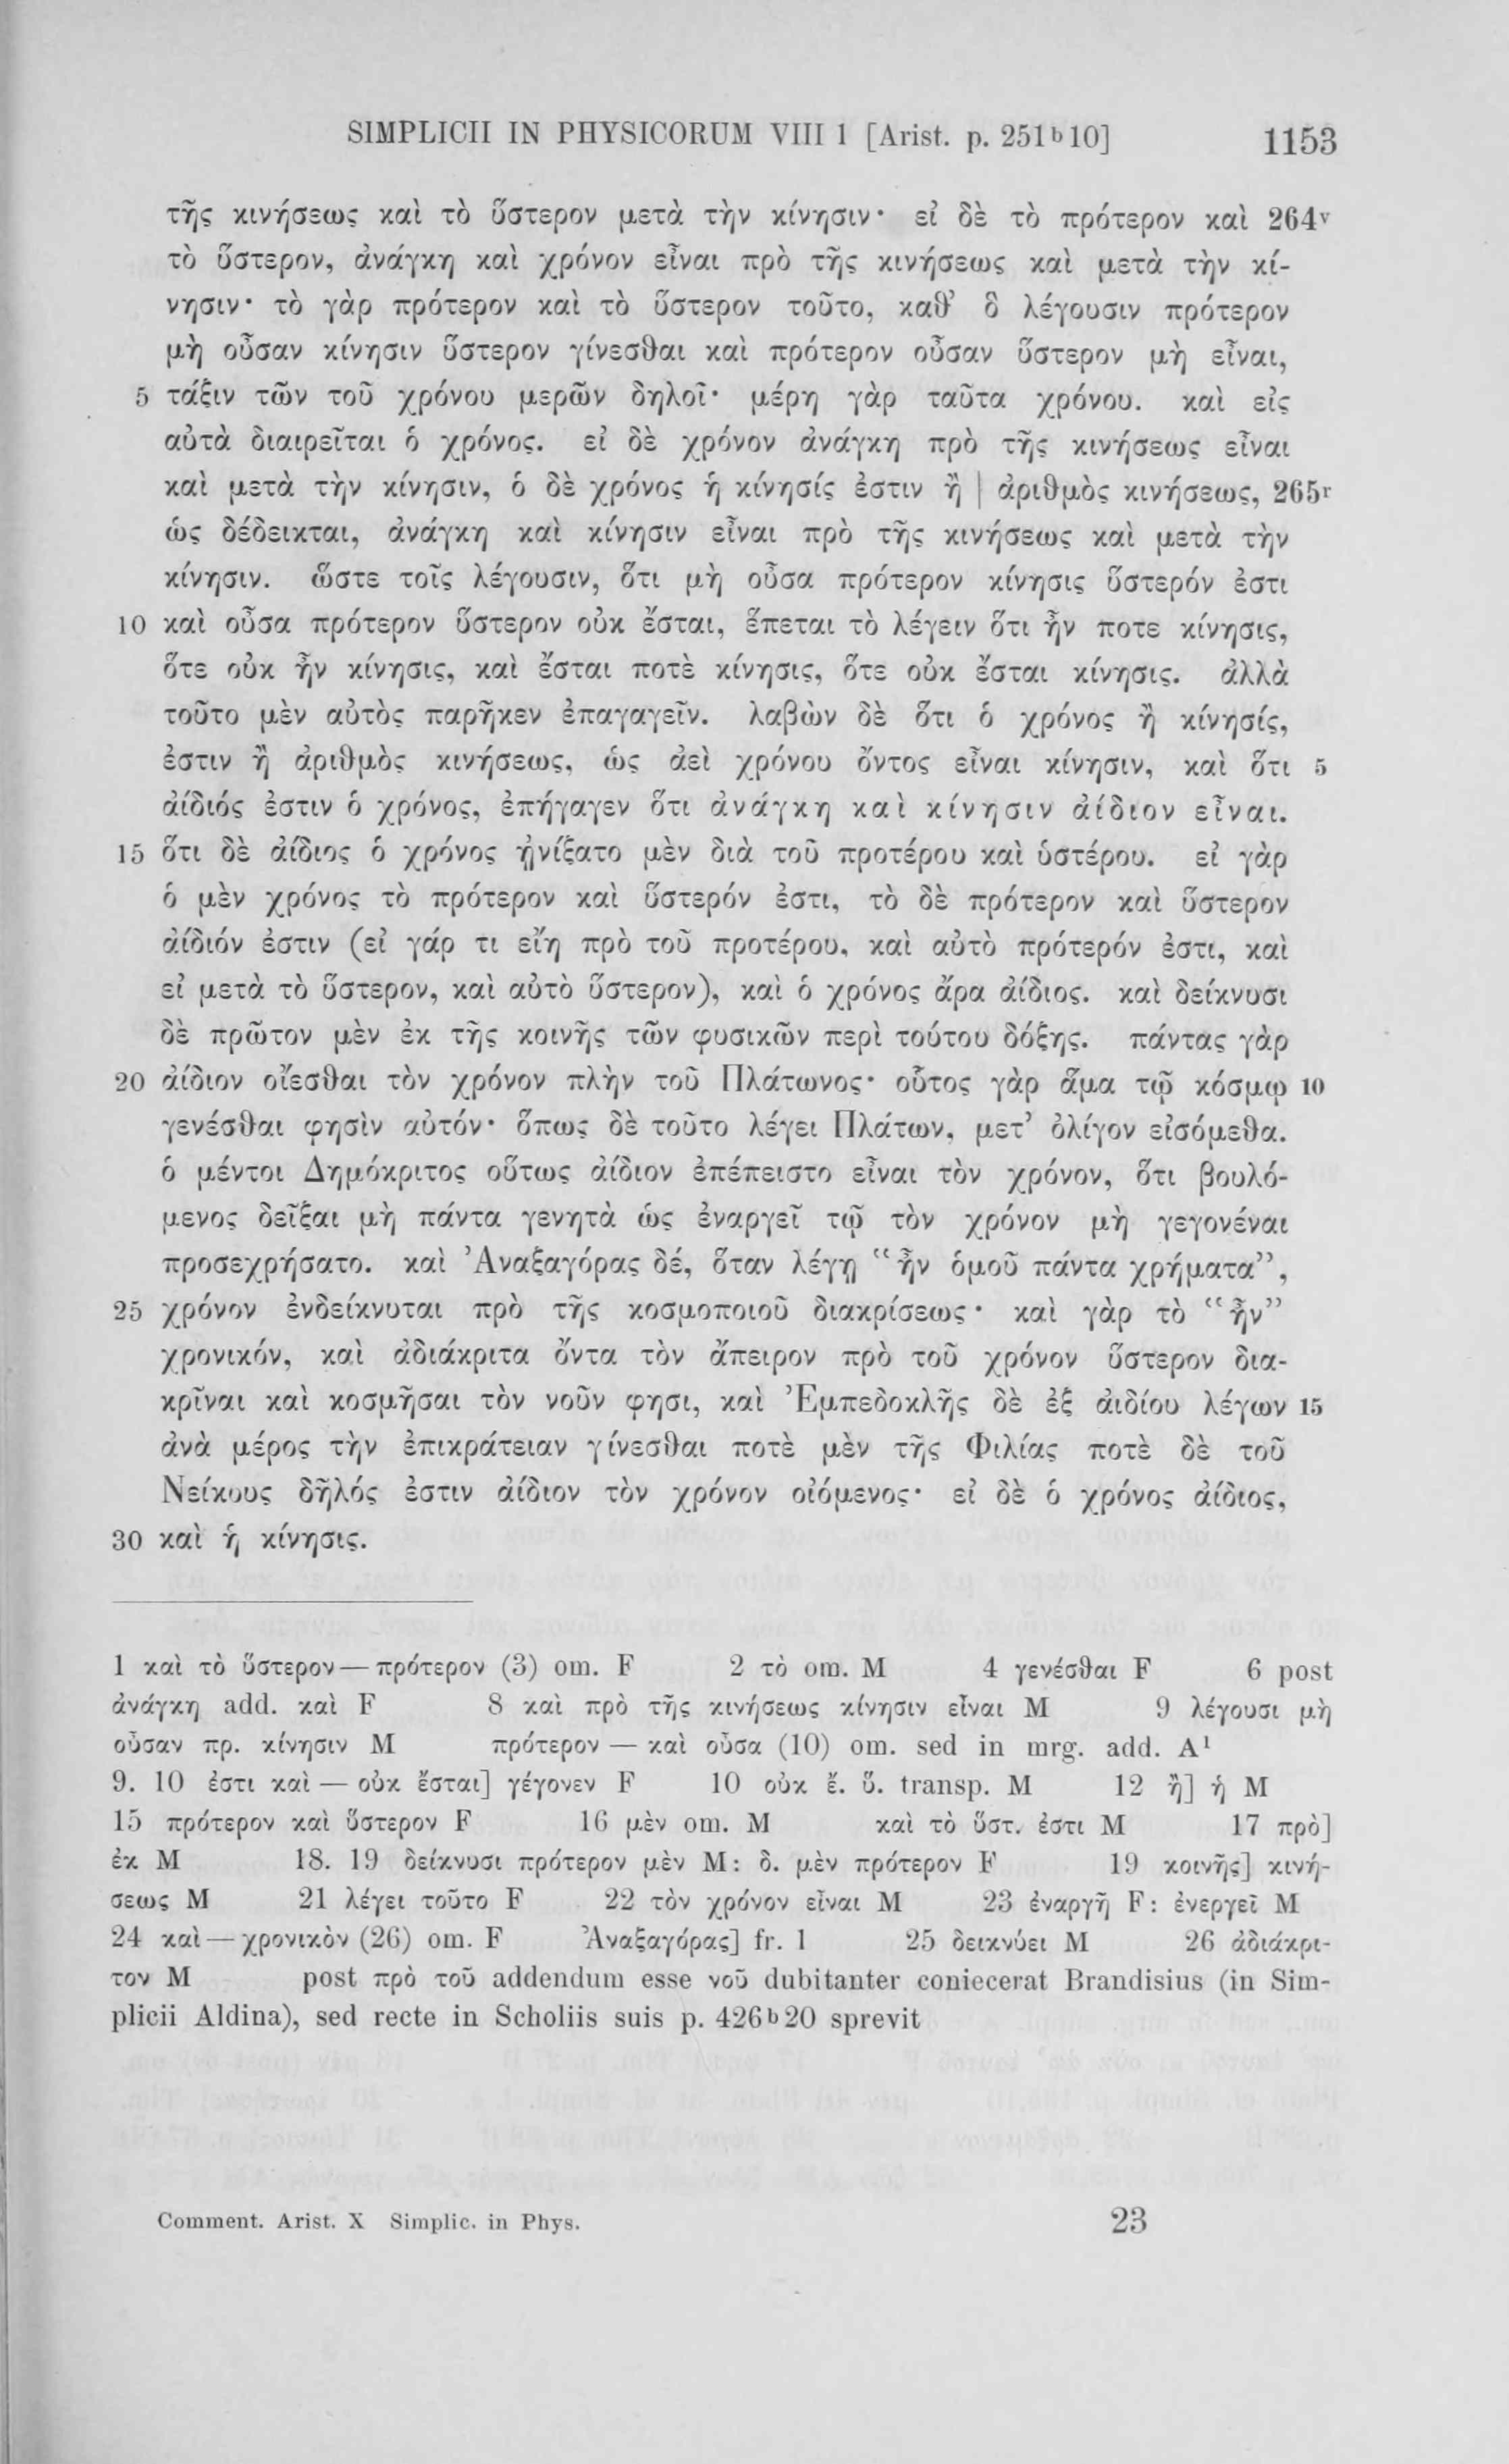 SIMPLICII IN PHYSICORUM VIII 1 [Arist. p. 251ᵇ10] 1153
τῆς κινήσεως καὶ τὸ ὕστερον μετὰ τὴν κίνησιν· εἰ δὲ τὸ πρότερον καὶ 264ᵛ
τὸ ὕστερον, ἀνάγκη καὶ χρόνον εἶναι πρὸ τῆς κινήσεως καὶ μετὰ τὴν κί-
νησιν· τὸ γὰρ πρότερον καὶ τὸ ὕστερον τοῦτο, καθ’ ὃ λέγουσιν πρότερον
μὴ οὖσαν κίνησιν ὕστερον γίνεσθαι καὶ πρότερον οὖσαν ὕστερον μὴ εἶναι,
5 τάξιν τῶν τοῦ χρόνου μερῶν δηλοῖ· μέρη γὰρ ταῦτα χρόνου. καὶ εἰς
αὐτὰ διαιρεῖται ὁ χρόνος. εἰ δὲ χρόνον ἀνάγκη πρὸ τῆς κινήσεως εἶναι
καὶ μετὰ τὴν κίνησιν, ὁ δὲ χρόνος ἡ κίνησίς ἐστιν ἢ | ἀριθμὸς κινήσεως, 265ʳ
ὡς δέδεικται, ἀνάγκη καὶ κίνησιν εἶναι πρὸ τῆς κινήσεως καὶ μετὰ τὴν
κίνησιν. ὥστε τοῖς λέγουσιν, ὅτι μὴ οὖσα πρότερον κίνησις ὕστερόν ἐστι
10 καὶ οὖσα πρότερον ὕστερον οὐκ ἔσται, ἕπεται τὸ λέγειν ὅτι ἦν ποτε κίνησις,
ὅτε οὐκ ἦν κίνησις, καὶ ἔσται ποτὲ κίνησις, ὅτε οὐκ ἔσται κίνησις. ἀλλὰ
τοῦτο μὲν αὐτὸς παρῆκεν ἐπαγαγεῖν. λαβὼν δὲ ὅτι ὁ χρόνος ἢ κίνησίς,
ἐστιν ἢ ἀριθμὸς κινήσεως, ὡς ἀεὶ χρόνου ὄντος εἶναι κίνησιν, καὶ ὅτι 5
ἀίδιός ἐστιν ὁ χρόνος, ἐπήγαγεν ὅτι ἀνάγκη καὶ κίνησιν ἀίδιον εἶναι.
15 ὅτι δὲ ἀίδιος ὁ χρόνος ᾐνίξατο μὲν διὰ τοῦ προτέρου καὶ ὑστέρου. εἰ γὰρ
ὁ μὲν χρόνος τὸ πρότερον καὶ ὕστερόν ἐστι, τὸ δὲ πρότερον καὶ ὕστερον
ἀίδιόν ἐστιν (εἰ γάρ τι εἴη πρὸ τοῦ προτέρου, καὶ αὐτὸ πρότερόν ἐστι, καὶ
εἰ μετὰ τὸ ὕστερον, καὶ αὐτὸ ὕστερον), καὶ ὁ χρόνος ἄρα ἀίδιος. καὶ δείκνυσι
δὲ πρῶτον μὲν ἐκ τῆς κοινῆς τῶν φυσικῶν περὶ τούτου δόξης. πάντας γὰρ
20 ἀίδιον οἴεσθαι τὸν χρόνον πλὴν τοῦ Πλάτωνος· οὗτος γὰρ ἅμα τῷ κόσμῳ 10
γενέσθαι φησὶν αὐτόν· ὅπως δὲ τοῦτο λέγει Πλάτων, μετ’ ὀλίγον εἰσόμεθα.
ὁ μέντοι Δημόκριτος οὕτως ἀίδιον ἐπέπειστο εἶναι τὸν χρόνον, ὅτι βουλό-
μενος δεῖξαι μὴ πάντα γενητὰ ὡς ἐναργεῖ τῷ τὸν χρόνον μὴ γεγονέναι
προσεχρήσατο. καὶ Ἀναξαγόρας δέ, ὅταν λέγῃ “ἦν ὁμοῦ πάντα χρήματα”,
25 χρόνον ἐνδείκνυται πρὸ τῆς κοσμοποιοῦ διακρίσεως· καὶ γὰρ τὸ “ἦν”
χρονικόν, καὶ ἀδιάκριτα ὄντα τὸν ἄπειρον πρὸ τοῦ χρόνον ὕστερον δια-
κρῖναι καὶ κοσμῆσαι τὸν νοῦν φησι, καὶ Ἐμπεδοκλῆς δὲ ἐξ ἀιδίου λέγων 15
ἀνὰ μέρος τὴν ἐπικράτειαν γίνεσθαι ποτὲ μὲν τῆς Φιλίας ποτὲ δὲ τοῦ
Νείκους δῆλός ἐστιν ἀίδιον τὸν χρόνον οἰόμενος· εἰ δὲ ὁ χρόνος ἀίδιος,
30 καὶ ἡ κίνησις.
1 καὶ τὸ ὕστερον — πρότερον (3) om. F 2 τὸ om. M 4 γενέσθαι F 6 post
ἀνάγκη add. καὶ F 8 καὶ πρὸ τῆς κινήσεως κίνησιν εἶναι M 9 λέγουσι μὴ
οὖσαν πρ. κίνησιν M πρότερον — καὶ οὖσα (10) om. sed in mrg. add. A¹
9. 10 ἐστι καὶ — οὐκ ἔσται] γέγονεν F 10 οὐκ ἔ. ὕ. transp. M 12 ἢ] ἡ M
15 πρότερον καὶ ὕστερον F 16 μὲν om. M καὶ τὸ ὕστ. ἐστι M 17 πρὸ]
ἐκ M 18. 19 δείκνυσι πρότερον μὲν M: δ. μὲν πρότερον F 19 κοινῆς] κινή-
σεως M 21 λέγει τοῦτο F 22 τὸν χρόνον εἶναι M 23 ἐναργῆ F: ἐνεργεῖ M
24 καὶ — χρονικὸν (26) om. F Ἀναξαγόρας] fr. 1 25 δεικνύει M 26 ἀδιάκρι-
τον M post πρὸ τοῦ addendum esse νοῦ dubitanter coniecerat Brandisius (in Sim-
plicii Aldina), sed recte in Scholiis suis p. 426ᵇ20 sprevit
Comment. Arist. X Simplic. in Phys. 23